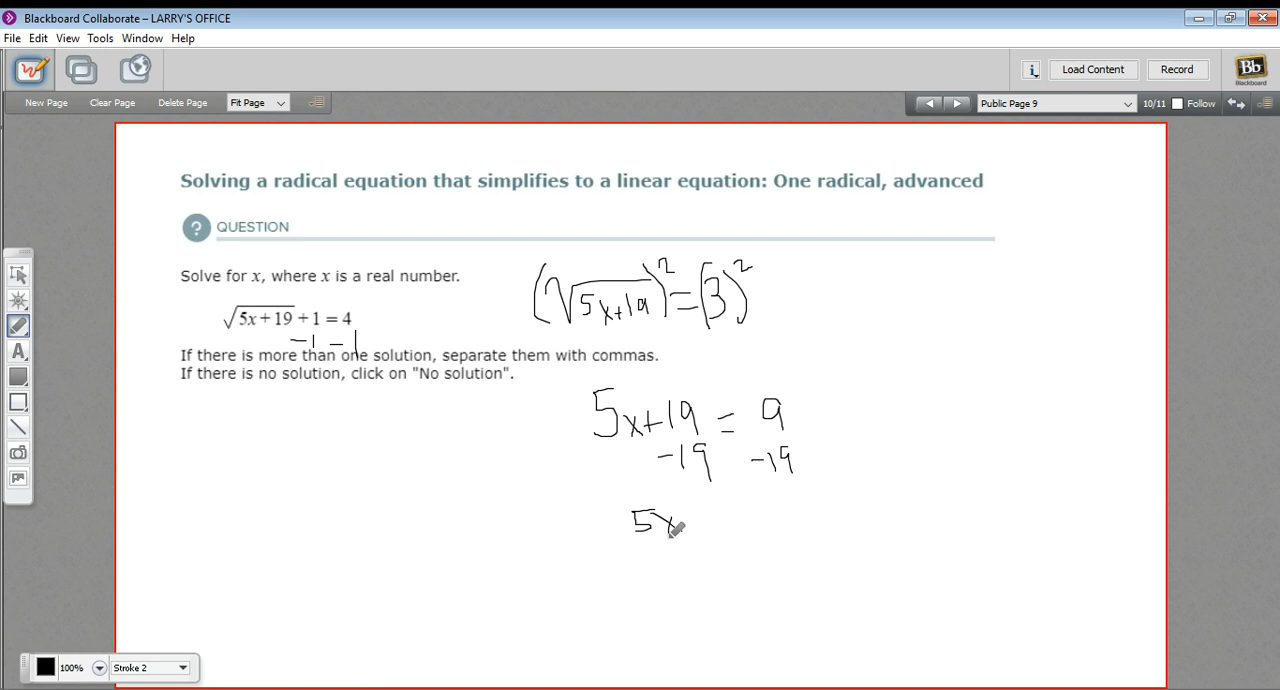 Blackboard Collaborate – LARRY'S OFFICE
File Edit View Tools Window Help
Load Content Record Bb Blackboard
New Page Clear Page Delete Page Fit Page Public Page 9 10/11 Follow
Solving a radical equation that simplifies to a linear equation: One radical, advanced
? QUESTION
Solve for x, where x is a real number.
(√5x+19)² = (3)²
√5x+19 +1 = 4
-1 -1
If there is more than one solution, separate them with commas.
If there is no solution, click on "No solution".
5x+19 = 9
-19 -19
5x
100% Stroke 2